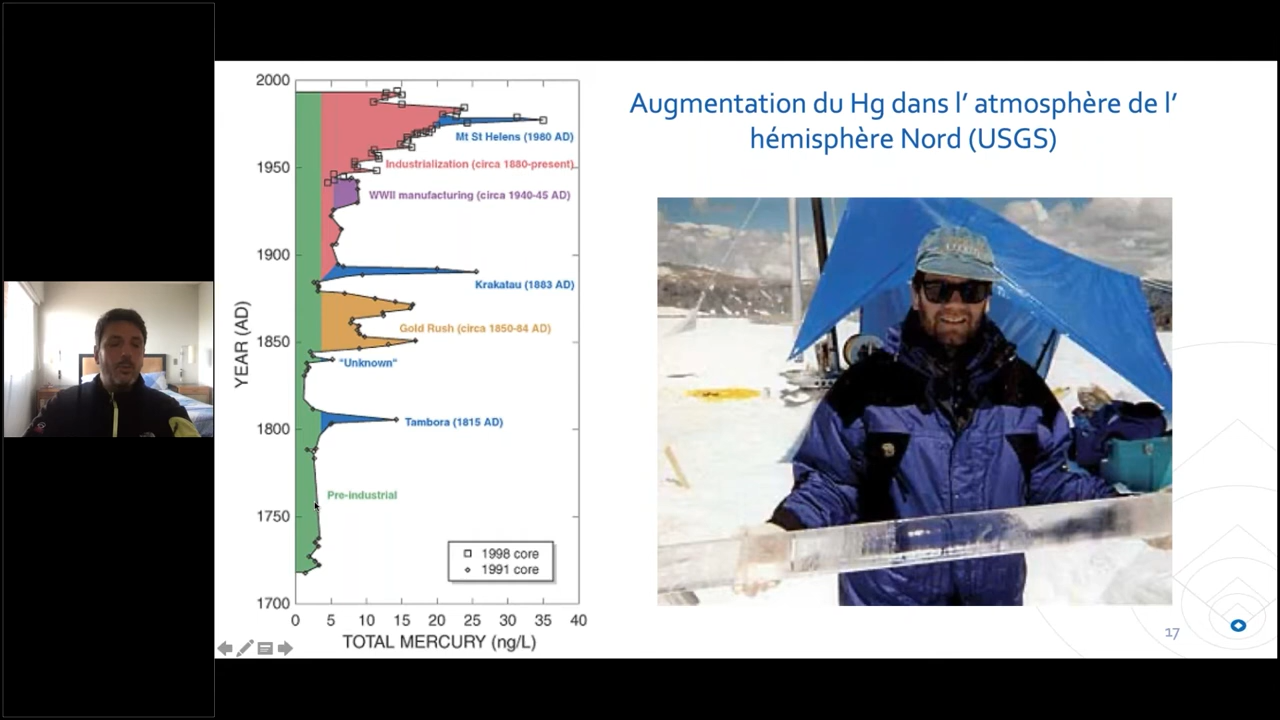 Augmentation du Hg dans l’ atmosphère de l’
hémisphère Nord (USGS)
2000
1950
1900
1850
1800
1750
1700
YEAR (AD)
Mt St Helens (1980 AD)
Industrialization (circa 1880-present)
WWII manufacturing (circa 1940-45 AD)
Krakatau (1883 AD)
Gold Rush (circa 1850-84 AD)
"Unknown"
Tambora (1815 AD)
Pre-industrial
1998 core
1991 core
0 5 10 15 20 25 30 35 40
TOTAL MERCURY (ng/L)
17